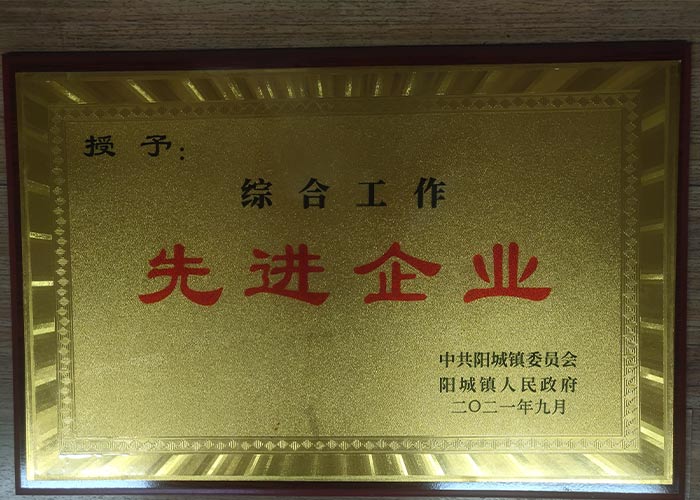 授予：
综合工作
先进企业
中共阳城镇委员会
阳城镇人民政府
二〇二一年九月